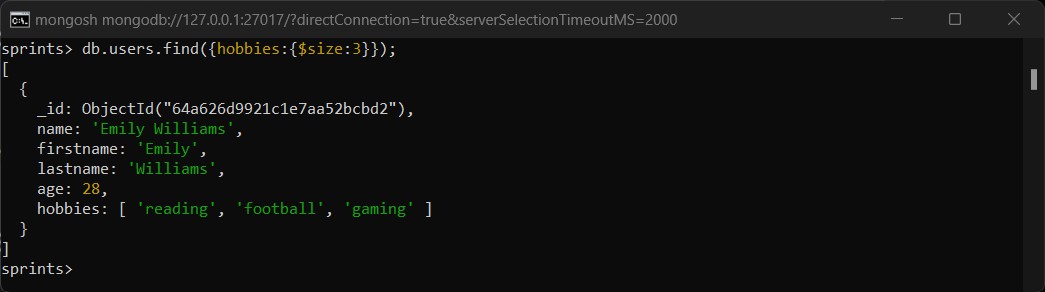 mongosh mongodb://127.0.0.1:27017/?directConnection=true&serverSelectionTimeoutMS=2000
sprints> db.users.find({hobbies:{$size:3}});
[
  {
    _id: ObjectId("64a626d9921c1e7aa52bcbd2"),
    name: 'Emily Williams',
    firstname: 'Emily',
    lastname: 'Williams',
    age: 28,
    hobbies: [ 'reading', 'football', 'gaming' ]
  }
]
sprints>